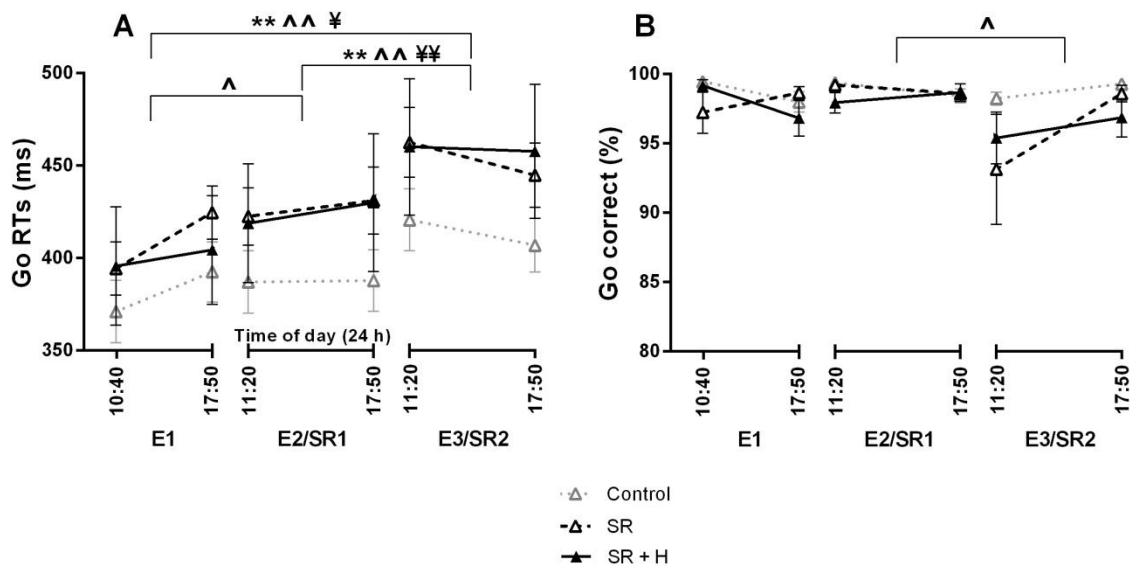 A
** ^^ ¥
** ^^ ¥¥
^
Go RTs (ms)
500
450
400
350
Time of day (24 h)
10:40
17:50
11:20
17:50
11:20
17:50
E1
E2/SR1
E3/SR2
B
^
Go correct (%)
100
95
90
85
80
10:40
17:50
11:20
17:50
11:20
17:50
E1
E2/SR1
E3/SR2
Control
SR
SR + H